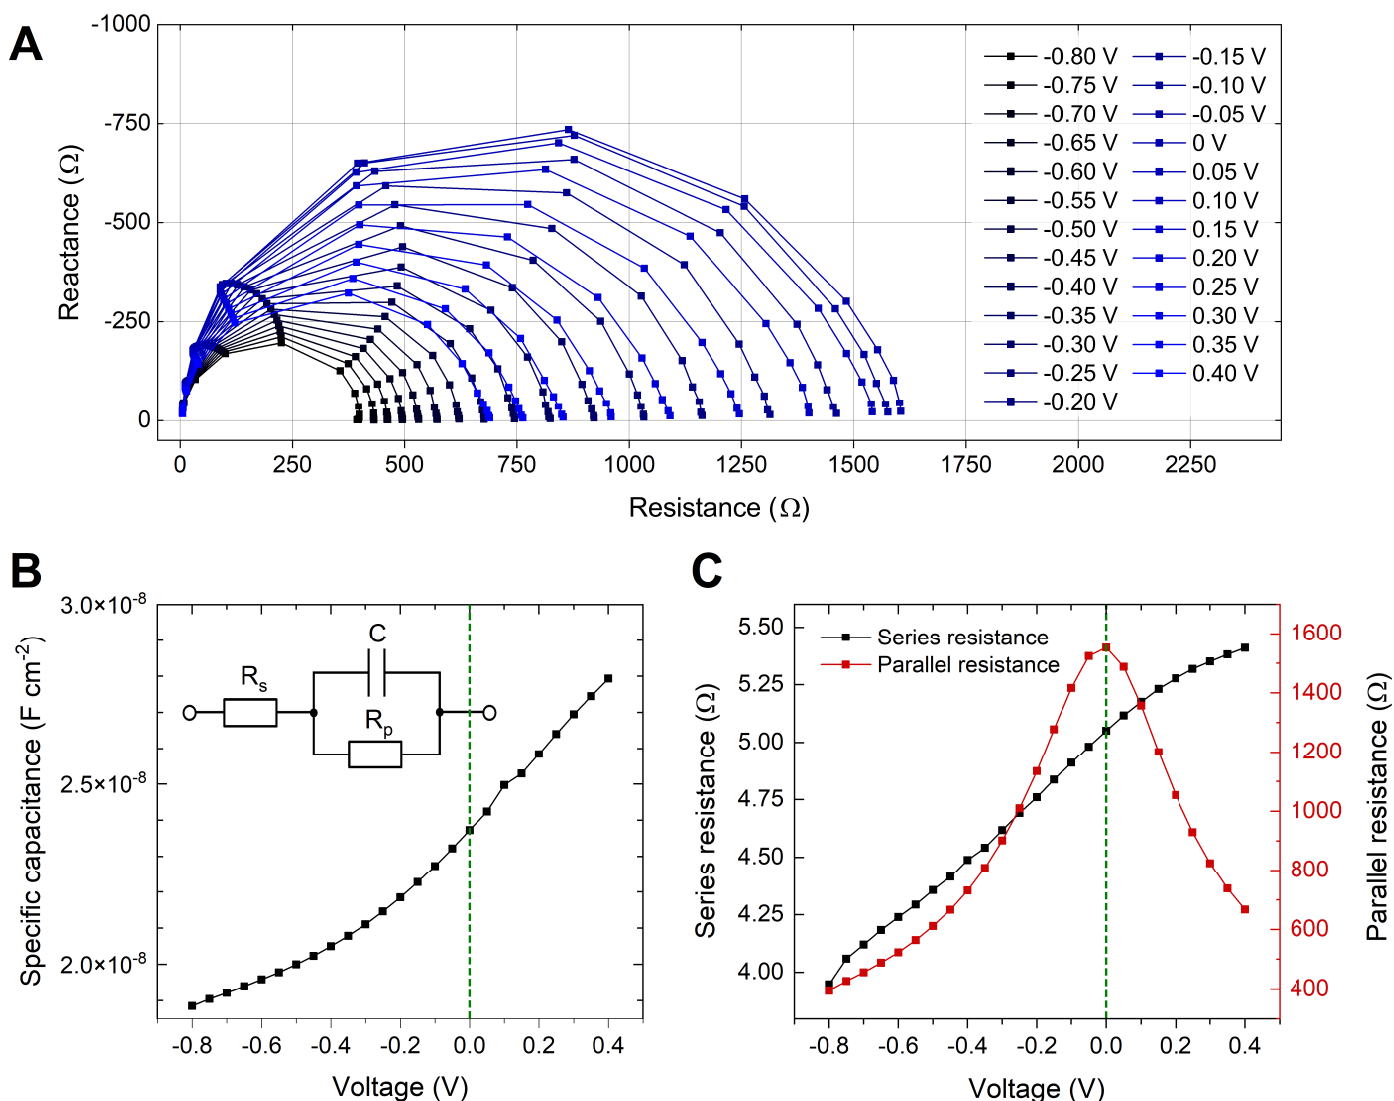 A
-1000
-750
-500
-250
0
Reactance (Ω)
0 250 500 750 1000 1250 1500 1750 2000 2250
Resistance (Ω)
-0.80 V -0.15 V
-0.75 V -0.10 V
-0.70 V -0.05 V
-0.65 V 0 V
-0.60 V 0.05 V
-0.55 V 0.10 V
-0.50 V 0.15 V
-0.45 V 0.20 V
-0.40 V 0.25 V
-0.35 V 0.30 V
-0.30 V 0.35 V
-0.25 V 0.40 V
-0.20 V
B
3.0×10-8
2.5×10-8
2.0×10-8
Specific capacitance (F cm-2)
C
Rs
Rp
-0.8 -0.6 -0.4 -0.2 0.0 0.2 0.4
Voltage (V)
C
5.50
5.25
5.00
4.75
4.50
4.25
4.00
Series resistance (Ω)
Series resistance
Parallel resistance
1600
1400
1200
1000
800
600
400
Parallel resistance (Ω)
-0.8 -0.6 -0.4 -0.2 0.0 0.2 0.4
Voltage (V)